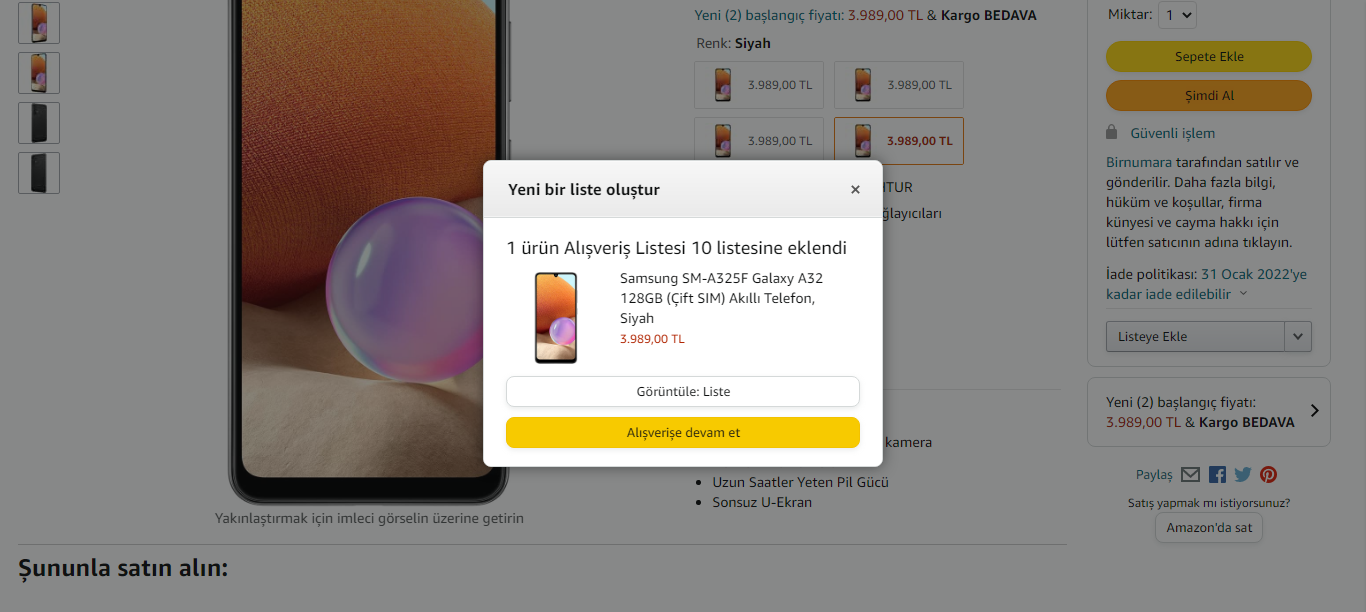 Yeni (2) başlangıç fiyatı: 3.989,00 TL & Kargo BEDAVA
Renk: Siyah
3.989,00 TL
3.989,00 TL
3.989,00 TL
3.989,00 TL
Yakınlaştırmak için imleci görselin üzerine getirin
Yeni bir liste oluştur
×
1 ürün Alışveriş Listesi 10 listesine eklendi
Samsung SM-A325F Galaxy A32
128GB (Çift SIM) Akıllı Telefon,
Siyah
3.989,00 TL
Görüntüle: Liste
Alışverişe devam et
kamera
Uzun Saatler Yeten Pil Gücü
Sonsuz U-Ekran
Miktar: 1
Sepete Ekle
Şimdi Al
Güvenli işlem
Birnumara tarafından satılır ve
gönderilir. Daha fazla bilgi,
hüküm ve koşullar, firma
künyesi ve cayma hakkı için
lütfen satıcının adına tıklayın.
İade politikası: 31 Ocak 2022'ye
kadar iade edilebilir
Listeye Ekle
Yeni (2) başlangıç fiyatı:
3.989,00 TL & Kargo BEDAVA
Paylaş
Satış yapmak mı istiyorsunuz?
Amazon'da sat
Şununla satın alın: